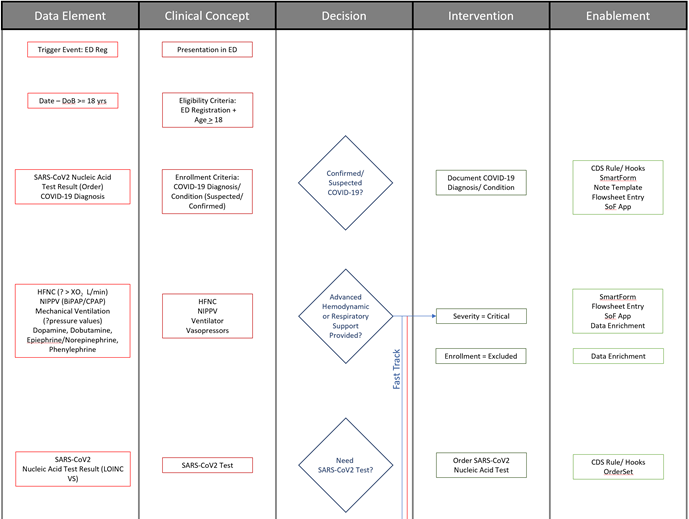 Data Element
Clinical Concept
Decision
Intervention
Enablement
Trigger Event: ED Reg
Presentation in ED
Date – DoB >= 18 yrs
Eligibility Criteria:
ED Registration +
Age > 18
SARS-CoV2 Nucleic Acid
Test Result (Order)
COVID-19 Diagnosis
Enrollment Criteria:
COVID-19 Diagnosis/
Condition (Suspected/
Confirmed)
Confirmed/
Suspected
COVID-19?
Document COVID-19
Diagnosis/ Condition
CDS Rule/ Hooks
SmartForm
Note Template
Flowsheet Entry
SoF App
HFNC (? > XO₂ L/min)
NIPPV (BiPAP/CPAP)
Mechanical Ventilation
(?pressure values)
Dopamine, Dobutamine,
Epiephrine/Norepinephrine,
Phenylephrine
HFNC
NIPPV
Ventilator
Vasopressors
Advanced
Hemodynamic
or Respiratory
Support
Provided?
Severity = Critical
SmartForm
Flowsheet Entry
SoF App
Data Enrichment
Enrollment = Excluded
Data Enrichment
Fast Track
SARS-CoV2
Nucleic Acid Test Result (LOINC
VS)
SARS-CoV2 Test
Need
SARS-CoV2 Test?
Order SARS-CoV2
Nucleic Acid Test
CDS Rule/ Hooks
OrderSet